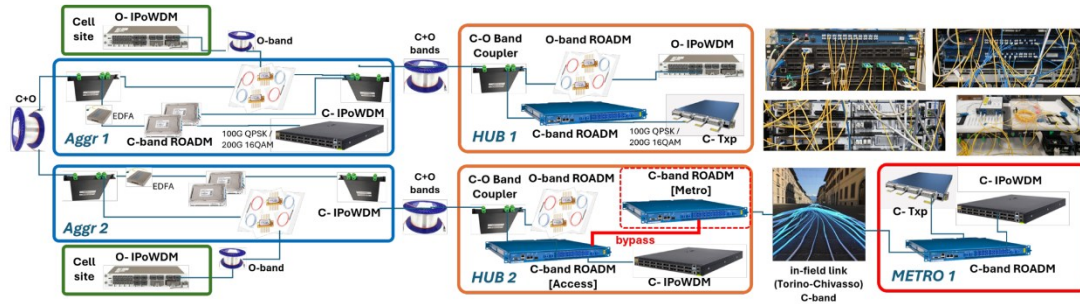 Cell
site
O- IPoWDM
O-band
C+O
bands
C-O Band
Coupler
O-band ROADM
O- IPoWDM
C+O
EDFA
C- IPoWDM
Aggr 1
C-band ROADM
100G QPSK /
200G 16QAM
HUB 1
C-band ROADM
100G QPSK /
200G 16QAM
C- Txp
EDFA
C- IPoWDM
Aggr 2
C+O
bands
C-O Band
Coupler
O-band ROADM
C-band ROADM
[Metro]
bypass
HUB 2
C-band ROADM
[Access]
C- IPoWDM
in-field link
(Torino-Chivasso)
C-band
C- IPoWDM
C- Txp
METRO 1
C-band ROADM
Cell
site
O- IPoWDM
O-band